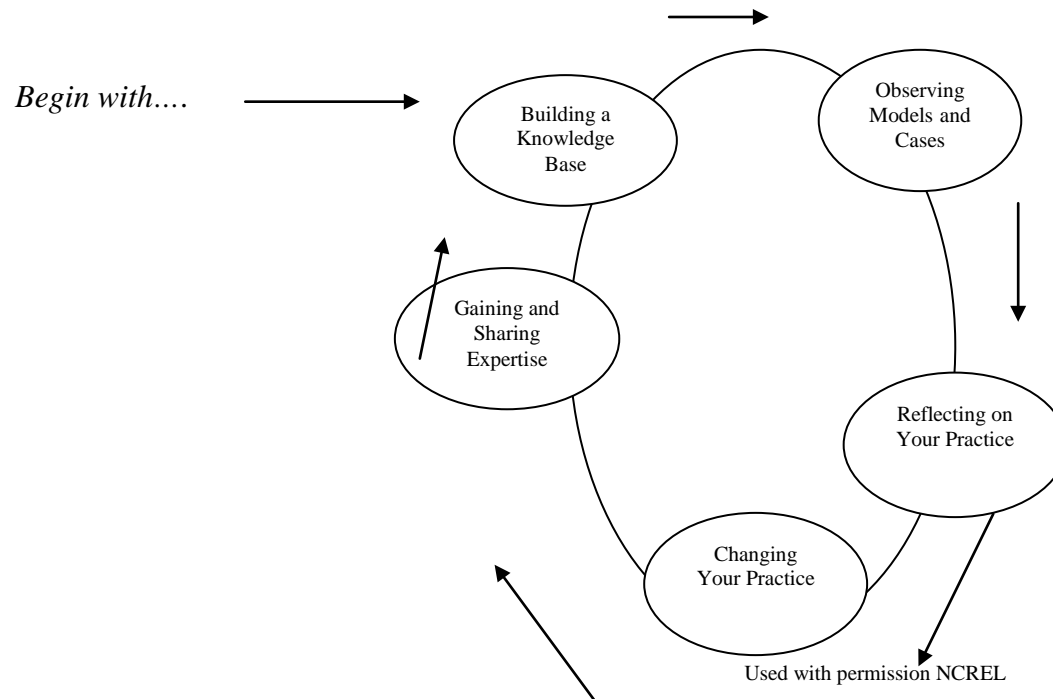 Begin with….
Building a
Knowledge
Base
Observing
Models and
Cases
Reflecting on
Your Practice
Changing
Your Practice
Gaining and
Sharing
Expertise
Used with permission NCREL